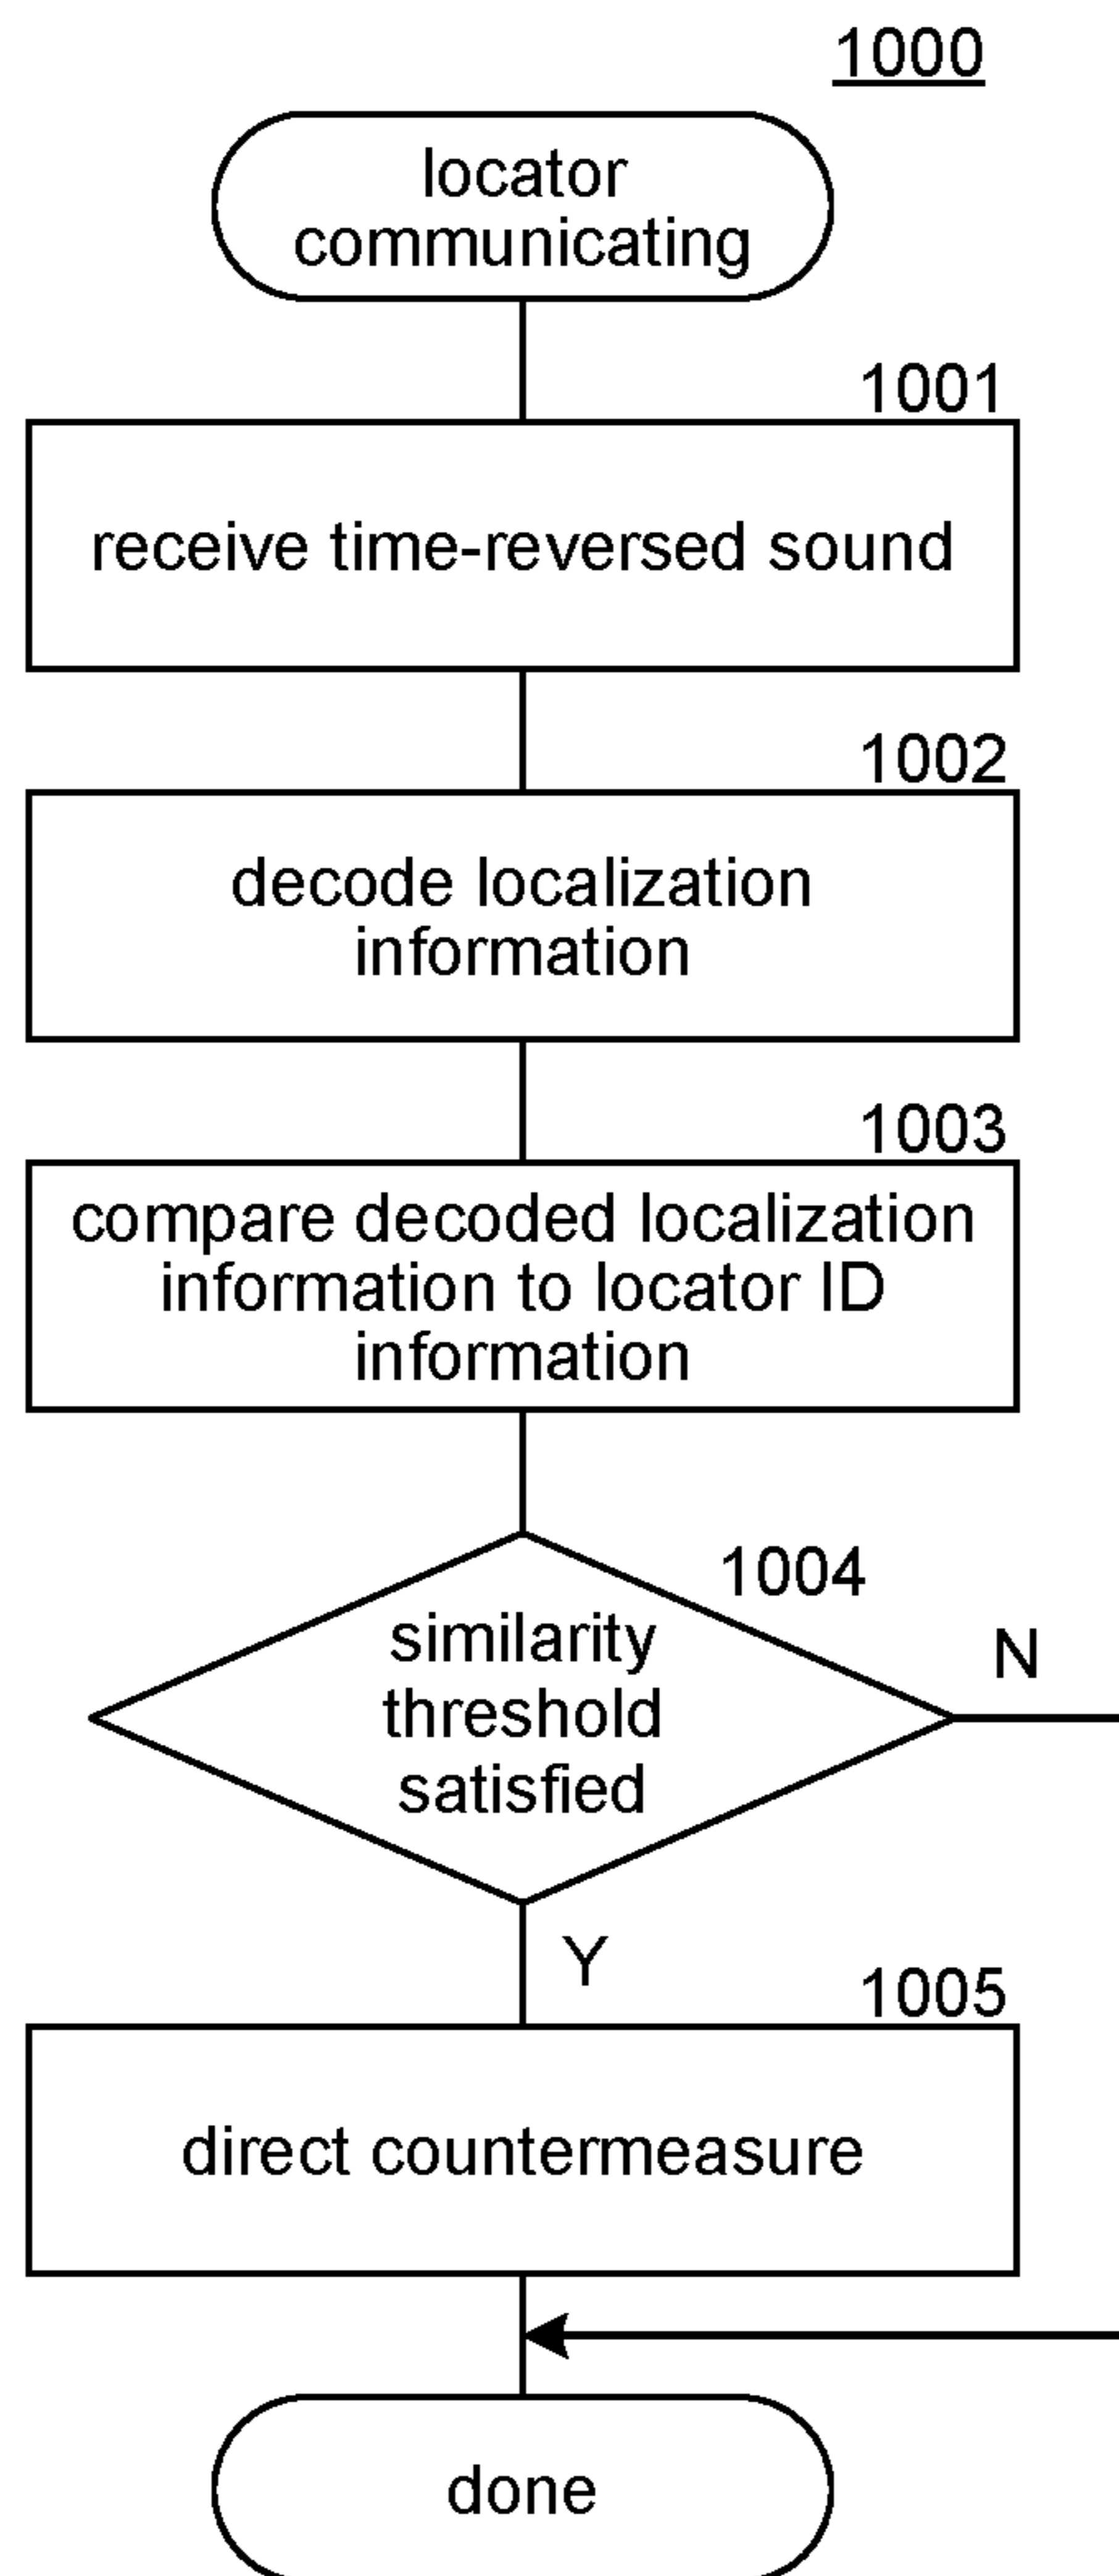 1000
locator
communicating
1001
receive time-reversed sound
1002
decode localization
information
1003
compare decoded localization
information to locator ID
information
1004
similarity
threshold
satisfied
N
Y
1005
direct countermeasure
done